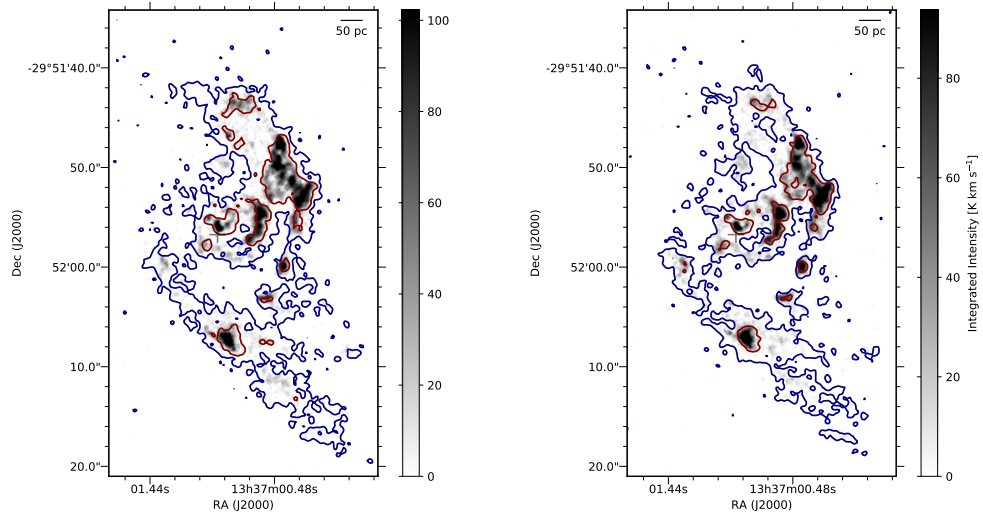 50 pc
-29°51'40.0"
50.0"
52'00.0"
10.0"
20.0"
Dec (J2000)
01.44s
13h37m00.48s
RA (J2000)
100
80
60
40
20
0
50 pc
-29°51'40.0"
50.0"
52'00.0"
10.0"
20.0"
Dec (J2000)
01.44s
13h37m00.48s
RA (J2000)
80
60
40
20
0
Integrated Intensity [K km s⁻¹]